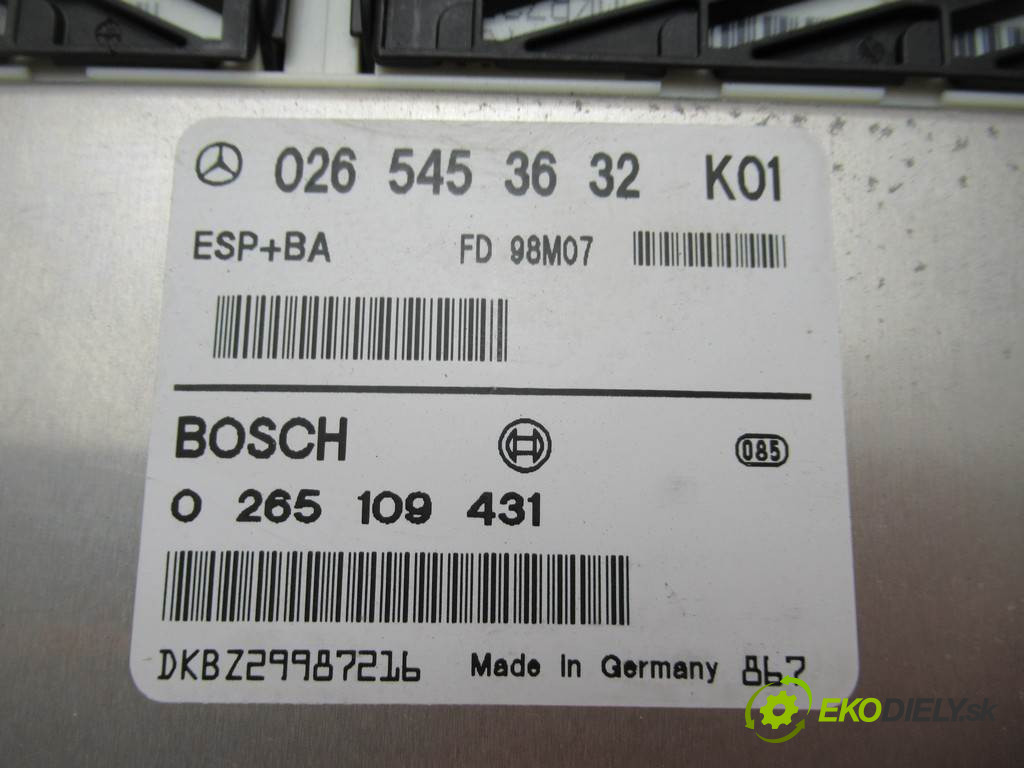 026 545 36 32 K01
ESP+BA FD 98M07
BOSCH 085
0 265 109 431
DKBZ29987216 Made In Germany 867
EKODIELY.sk